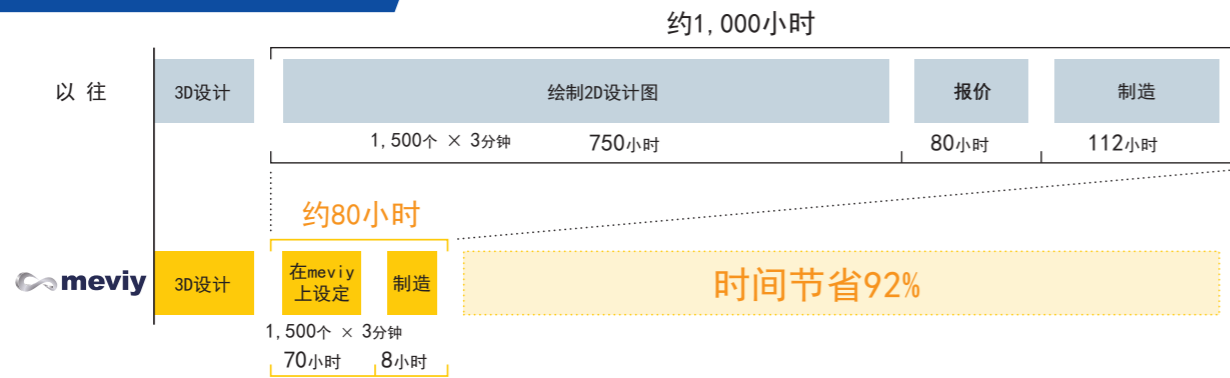 约1,000小时
以 往
3D设计
绘制2D设计图
报价
制造
1,500个 × 3分钟
750小时
80小时
112小时
约80小时
meviy
3D设计
在meviy
上设定
制造
时间节省92%
1,500个 × 3分钟
70小时
8小时